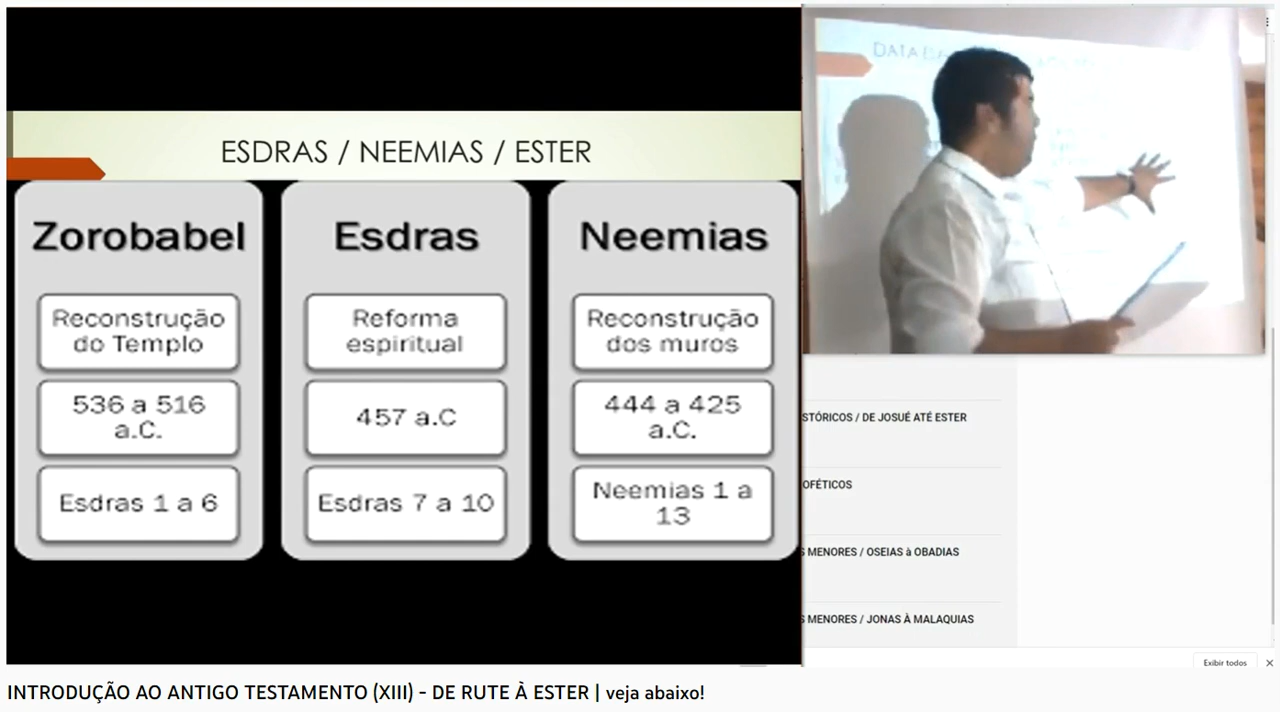 ESDRAS / NEEMIAS / ESTER
Zorobabel
Reconstrução
do Templo
536 a 516
a.C.
Esdras 1 a 6
Esdras
Reforma
espiritual
457 a.C
Esdras 7 a 10
Neemias
Reconstrução
dos muros
444 a 425
a.C.
Neemias 1 a
13
DATA
STÓRICOS / DE JOSUÉ ATÉ ESTER
OFÉTICOS
S MENORES / OSEIAS à OBADIAS
S MENORES / JONAS À MALAQUIAS
Exibir todos
INTRODUÇÃO AO ANTIGO TESTAMENTO (XIII) - DE RUTE À ESTER | veja abaixo!